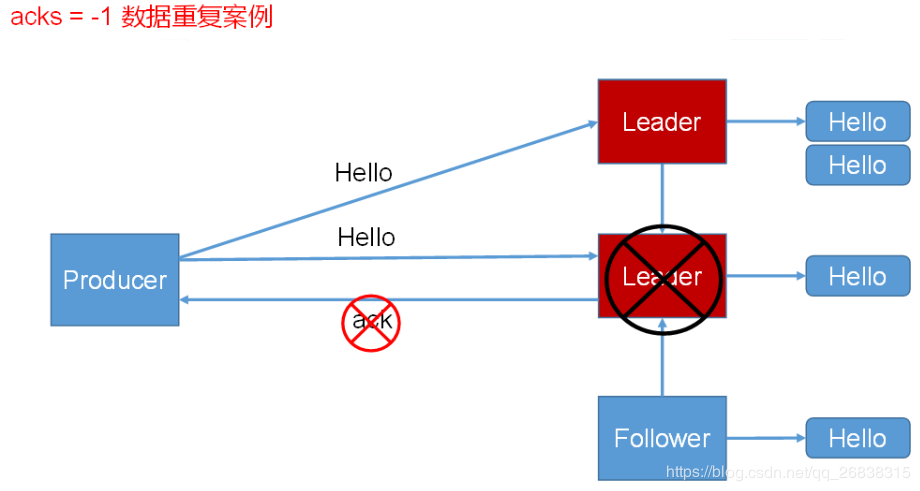 acks = -1 数据重复案例
Leader
Hello
Hello
Hello
Hello
Producer
Leader
Hello
ack
Follower
Hello
https://blog.csdn.net/qq_26838315